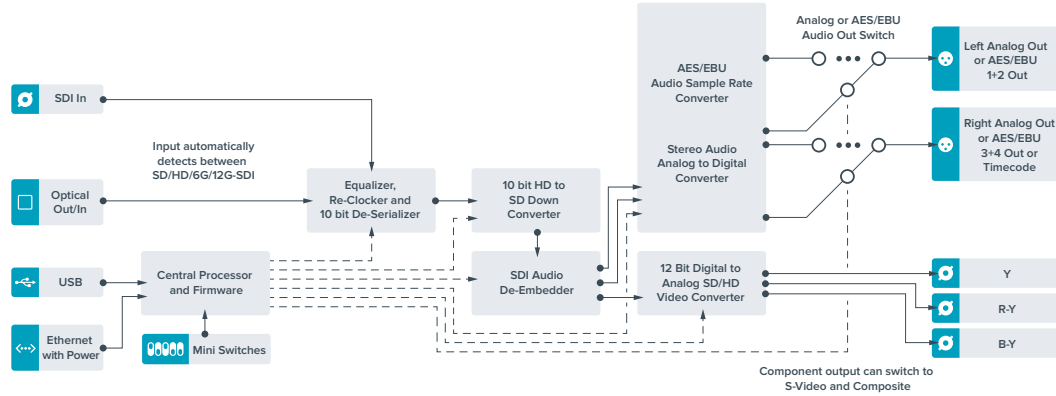 Analog or AES/EBU
Audio Out Switch
Left Analog Out
or AES/EBU
1+2 Out
AES/EBU
Audio Sample Rate
Converter
SDI In
Right Analog Out
or AES/EBU
3+4 Out or
Timecode
Input automatically
detects between
SD/HD/6G/12G-SDI
Stereo Audio
Analog to Digital
Converter
Optical
Out/In
Equalizer,
Re-Clocker and
10 bit De-Serializer
10 bit HD to
SD Down
Converter
USB
Central Processor
and Firmware
SDI Audio
De-Embedder
12 Bit Digital to
Analog SD/HD
Video Converter
Y
R-Y
B-Y
Ethernet
with Power
Mini Switches
Component output can switch to
S-Video and Composite